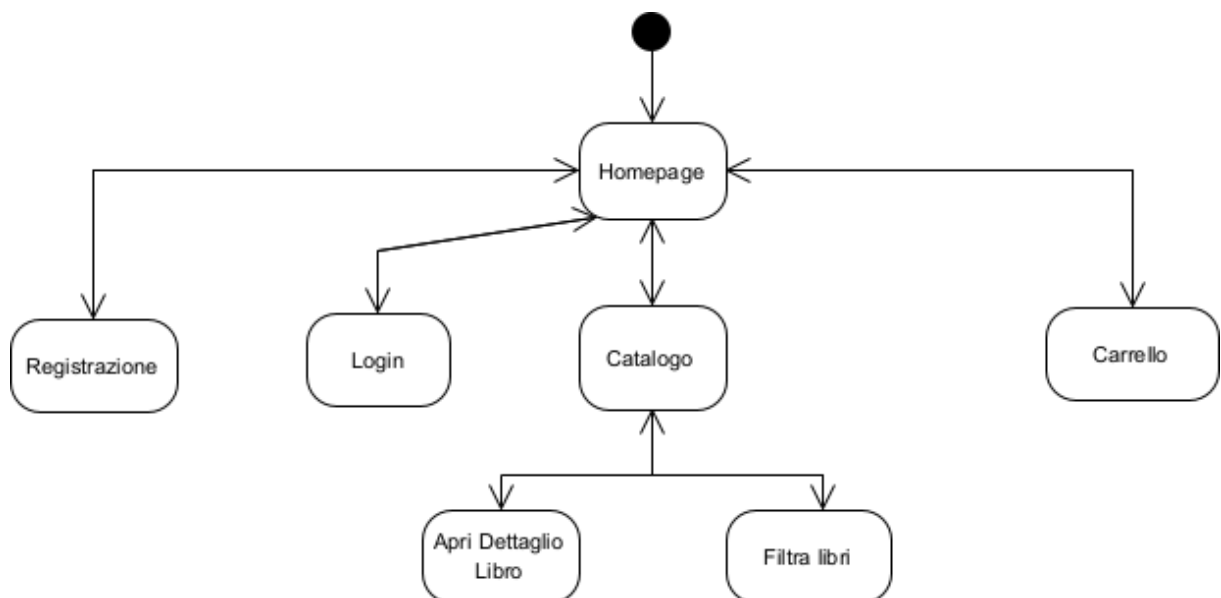 Homepage
Registrazione
Login
Catalogo
Carrello
Apri Dettaglio
Libro
Filtra libri